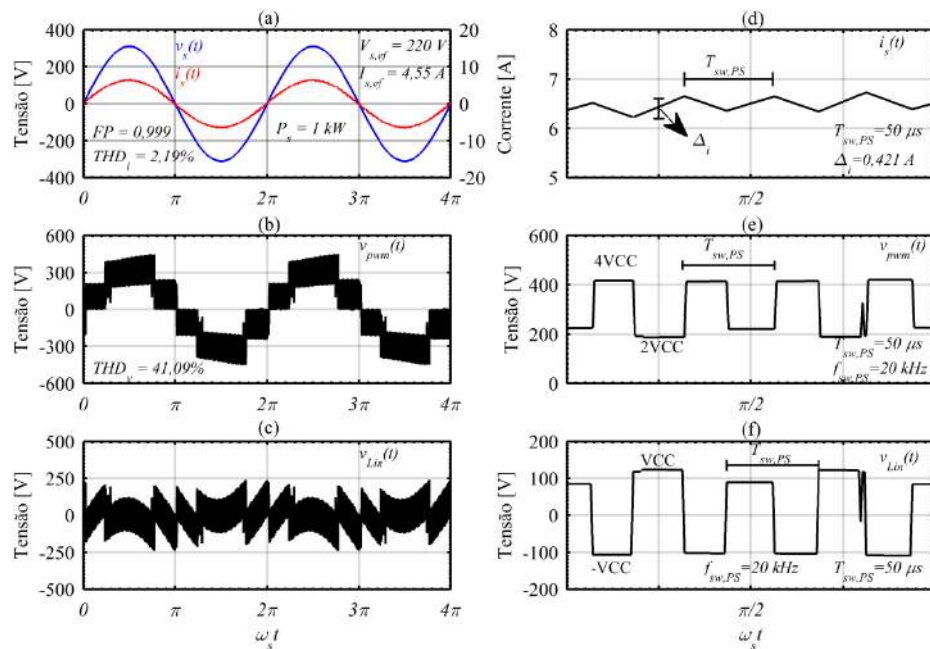 (a)
Tensão [V]
400
200
0
-200
-400
v_s(t)
i_s(t)
V_s,ef = 220 V
I_s,ef = 4,55 A
FP = 0,999
THD_i = 2,19%
P_s = 1 kW
20
10
0
-10
-20
0 π 2π 3π 4π
(b)
Tensão [V]
600
300
0
-300
-600
v_pwm(t)
THD_v = 41,09%
0 π 2π 3π 4π
(c)
Tensão [V]
500
250
0
-250
-500
v_Lin(t)
0 π 2π 3π 4π
ω_s t
(d)
Corrente [A]
8
7
6
5
i_s(t)
T_sw,PS
Δ_i
T_sw,PS=50 μs
Δ_i=0,421 A
π/2
(e)
Tensão [V]
600
400
200
0
v_pwm(t)
4VCC
T_sw,PS
2VCC
T_sw,PS=50 μs
f_sw,PS=20 kHz
π/2
(f)
Tensão [V]
200
100
0
-100
-200
v_Lin(t)
VCC
T_sw,PS
-VCC
f_sw,PS=20 kHz
T_sw,PS=50 μs
π/2
ω_s t